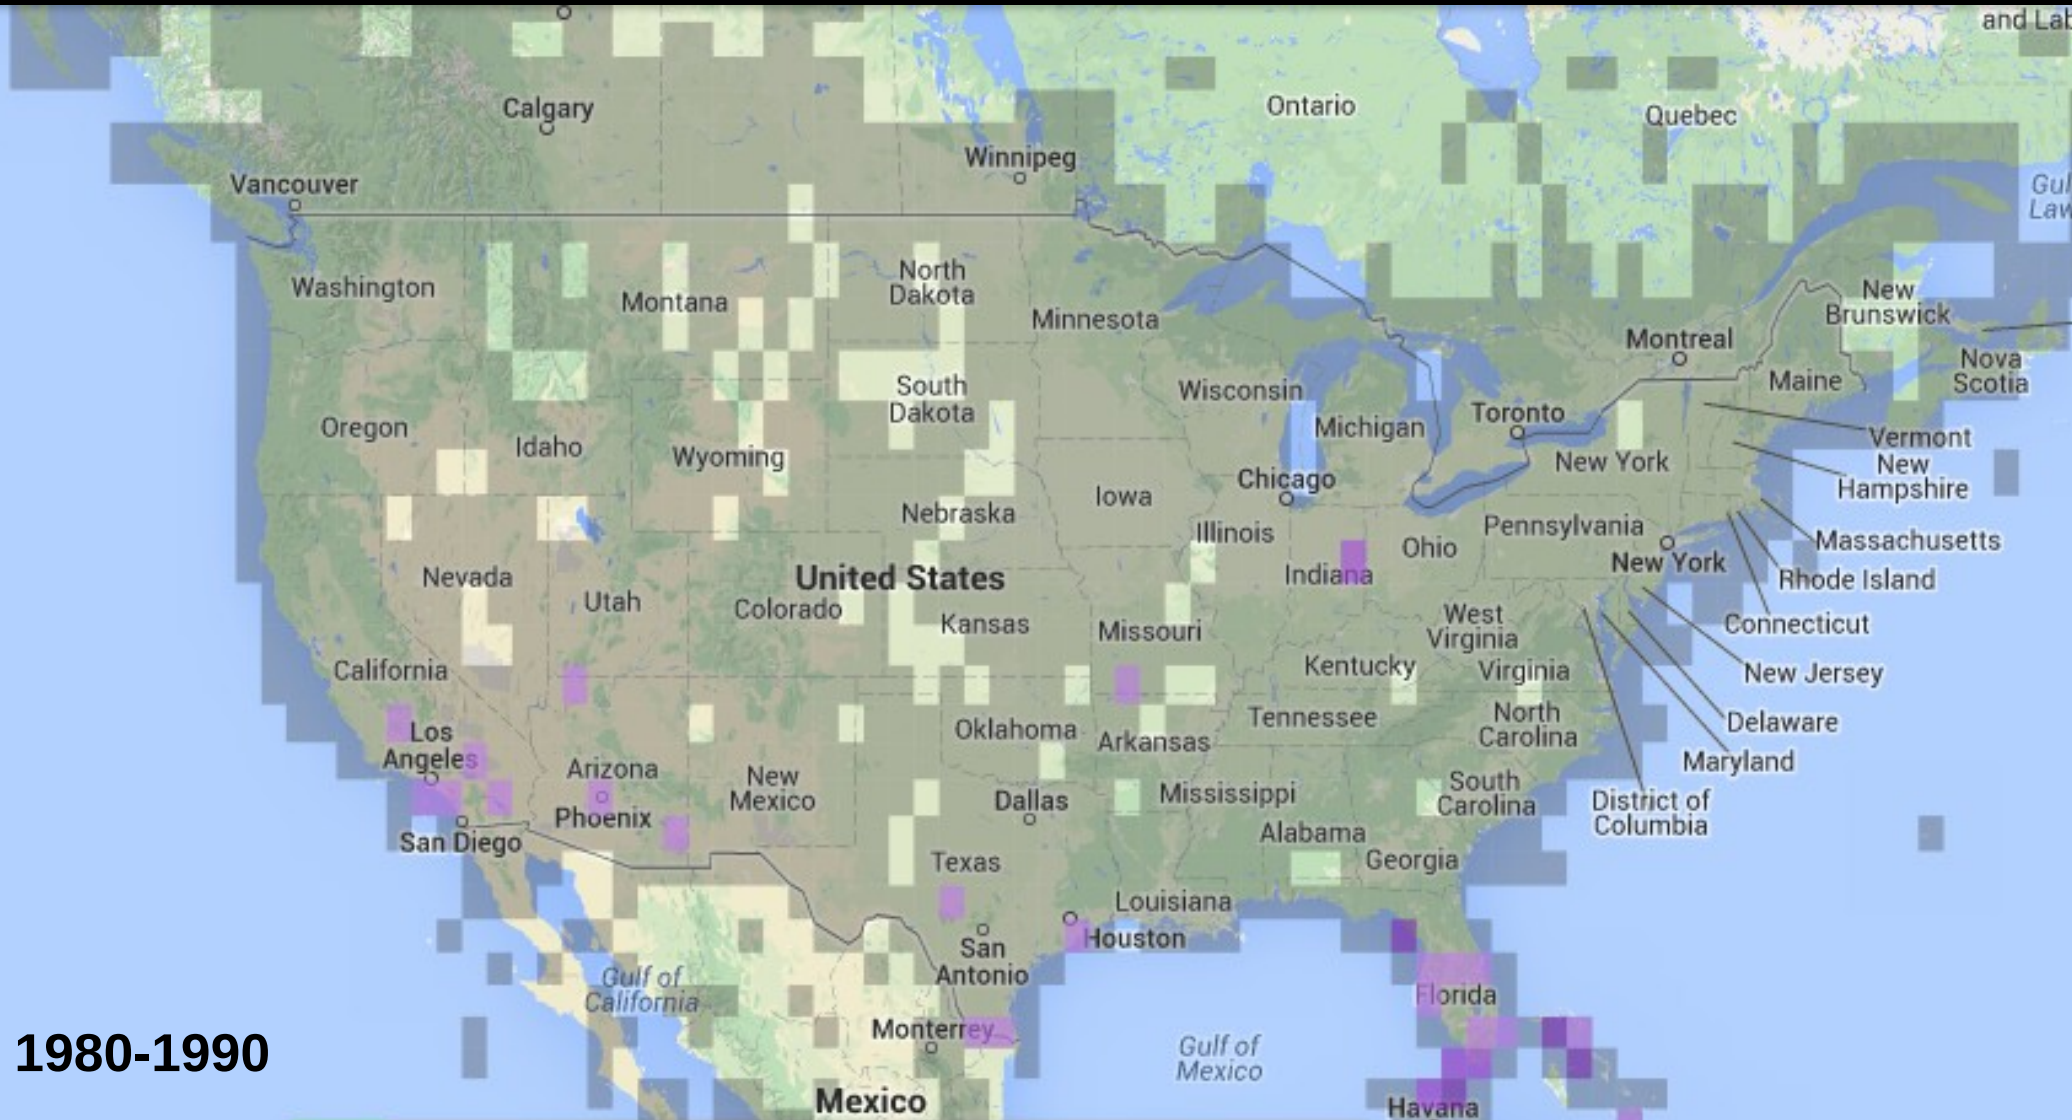 and Lab
Calgary
Ontario
Quebec
Winnipeg
Vancouver
Gul
Law
Washington
Montana
North
Dakota
Minnesota
New
Brunswick
Montreal
Nova
Scotia
Maine
Oregon
Idaho
Wyoming
South
Dakota
Wisconsin
Michigan
Toronto
Vermont
New York
New
Hampshire
Chicago
Iowa
Nebraska
Illinois
Pennsylvania
Massachusetts
Ohio
New York
Indiana
Rhode Island
Nevada
Utah
United States
Colorado
Kansas
Missouri
West
Virginia
Connecticut
California
Kentucky
Virginia
New Jersey
Los
Angeles
Arizona
Phoenix
New
Mexico
Oklahoma
Arkansas
Tennessee
North
Carolina
Delaware
Maryland
San Diego
Dallas
Mississippi
South
Carolina
District of
Columbia
Alabama
Georgia
Texas
Louisiana
Houston
San
Antonio
Gulf of
California
Florida
Monterrey
Gulf of
Mexico
Mexico
Havana
1980-1990